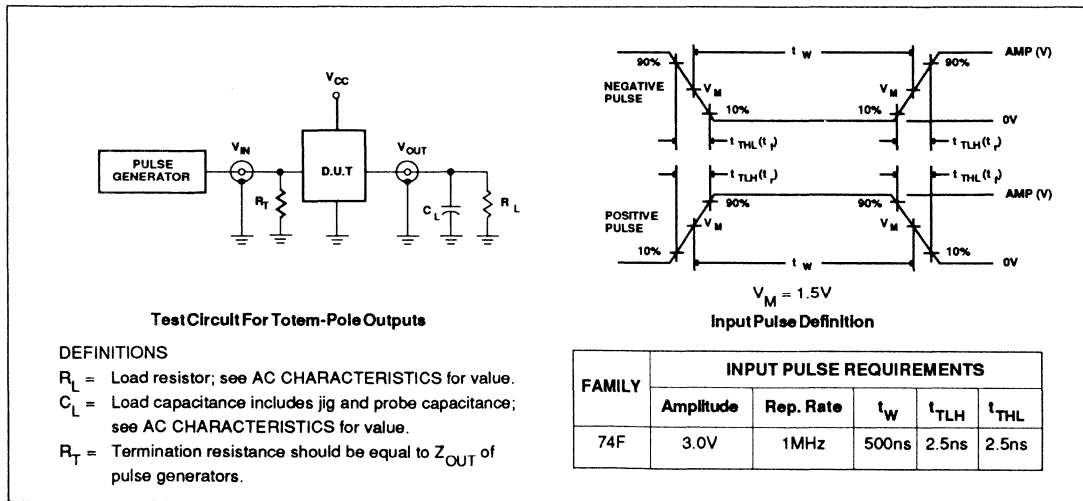 V_CC
V_IN
PULSE GENERATOR
R_T
D.U.T
V_OUT
C_L
R_L
Test Circuit For Totem-Pole Outputs
DEFINITIONS
R_L = Load resistor; see AC CHARACTERISTICS for value.
C_L = Load capacitance includes jig and probe capacitance;
see AC CHARACTERISTICS for value.
R_T = Termination resistance should be equal to Z_OUT of
pulse generators.
t_W
AMP (V)
90%
90%
NEGATIVE
PULSE
V_M
V_M
10%
10%
0V
t_THL(t_f)
t_TLH(t_r)
t_TLH(t_r)
t_THL(t_f)
AMP (V)
90%
90%
POSITIVE
PULSE
V_M
V_M
10%
10%
t_W
0V
V_M = 1.5V
Input Pulse Definition
FAMILY
INPUT PULSE REQUIREMENTS
Amplitude Rep. Rate t_W t_TLH t_THL
74F 3.0V 1MHz 500ns 2.5ns 2.5ns